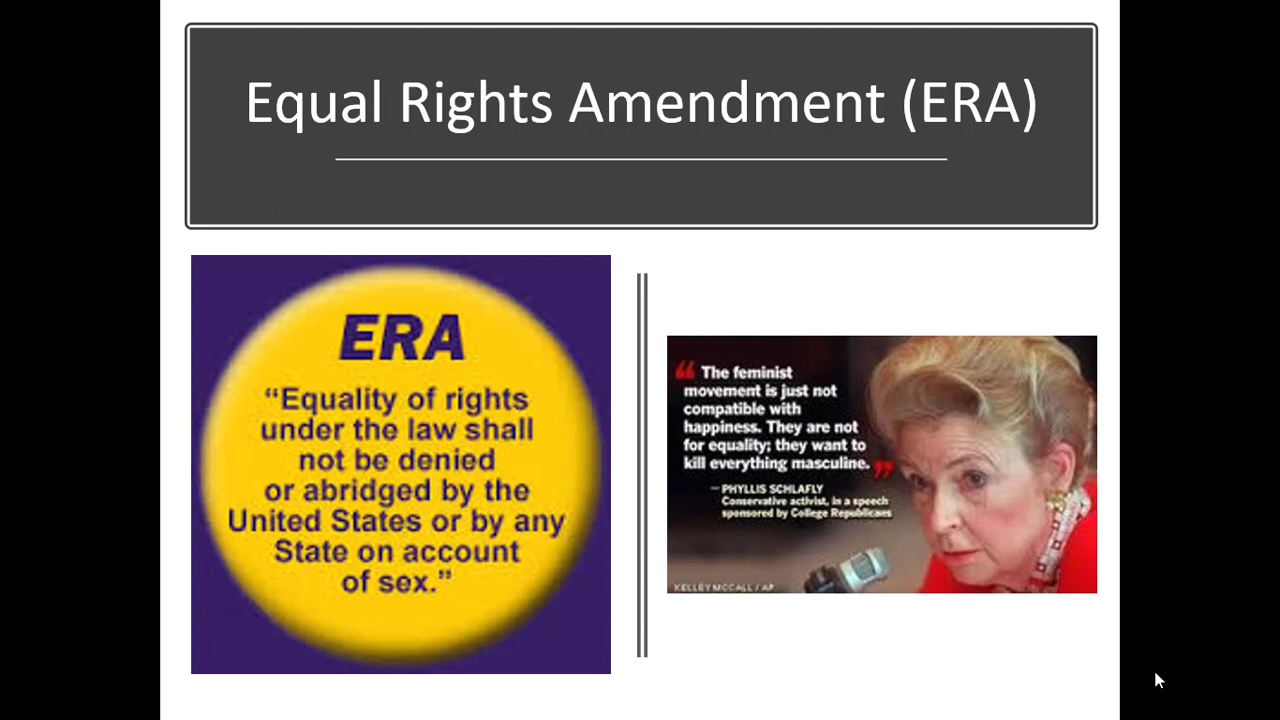 Equal Rights Amendment (ERA)
ERA
“Equality of rights
under the law shall
not be denied
or abridged by the
United States or by any
State on account
of sex.”
“ The feminist
movement is just not
compatible with
happiness. They are not
for equality; they want to
kill everything masculine. ”
— PHYLLIS SCHLAFLY
Conservative activist, in a speech
sponsored by College Republicans
KELLEY MCCALL / AP